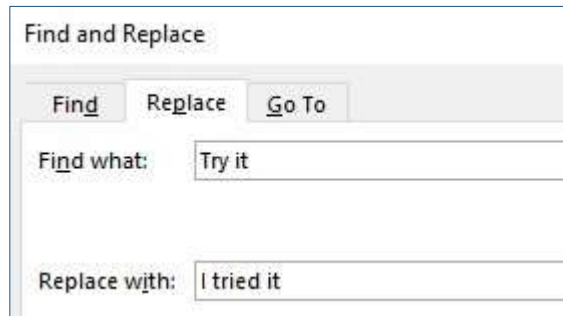 Find and Replace
Find Replace Go To
Find what: Try it
Replace with: I tried it